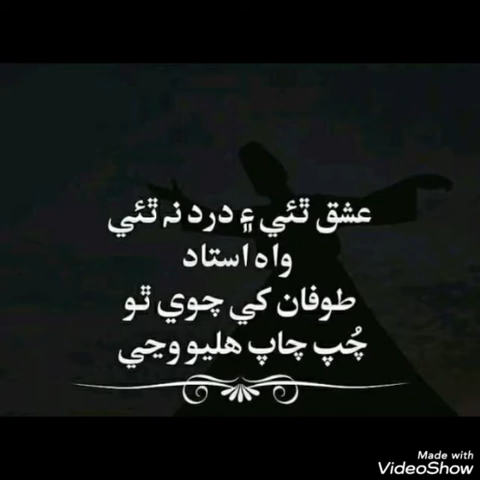 عشق ٿئي ۽ درد نہ ٿئي
واه استاد
طوفان کي چوي ٿو
چُپ چاپ هليو وڃي
Made with
VideoShow